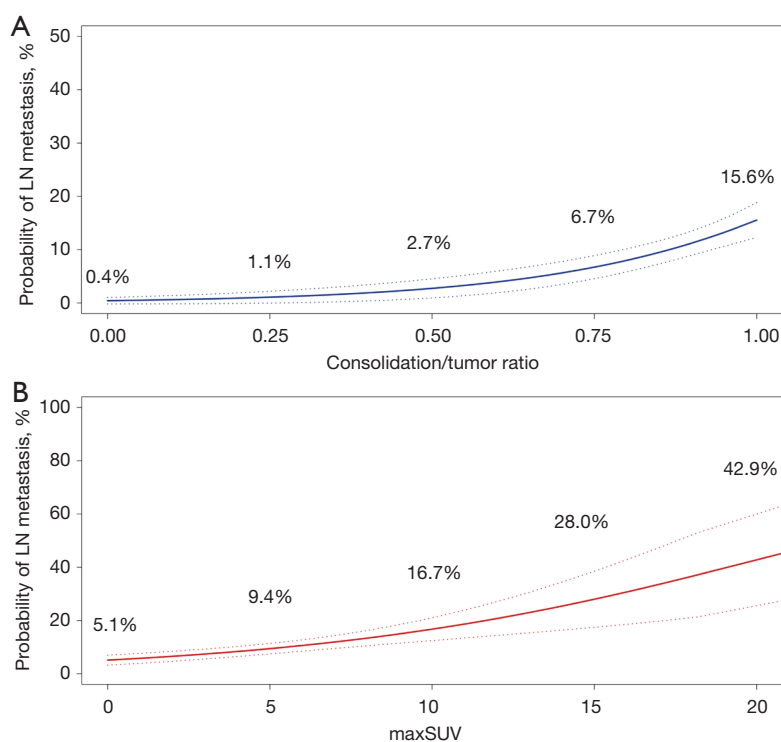 A
Probability of LN metastasis, %
50
40
30
20
10
0
0.4%
1.1%
2.7%
6.7%
15.6%
0.00 0.25 0.50 0.75 1.00
Consolidation/tumor ratio
B
Probability of LN metastasis, %
100
80
60
40
20
0
5.1%
9.4%
16.7%
28.0%
42.9%
0 5 10 15 20
maxSUV